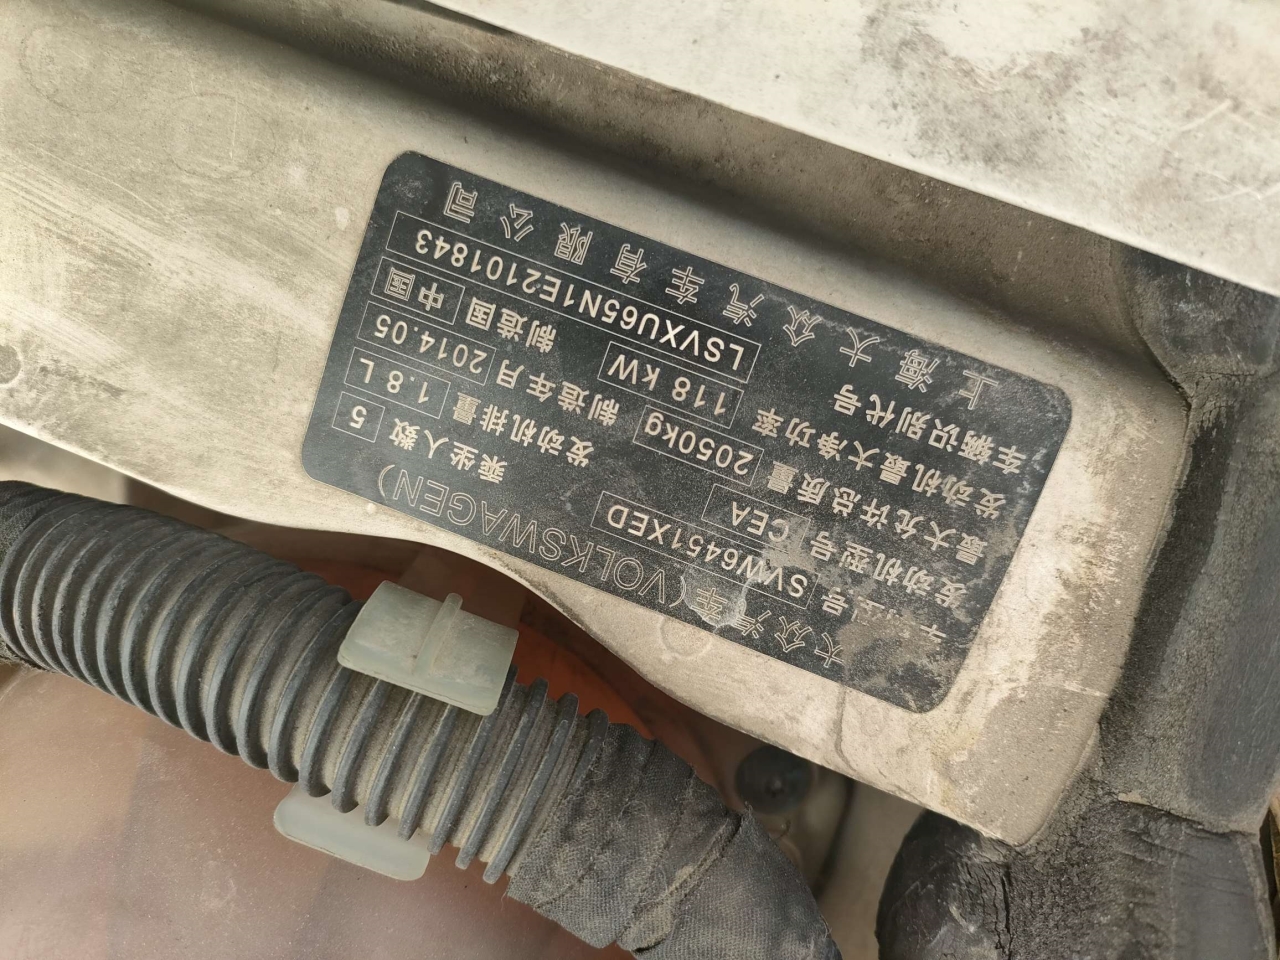 大众汽车(VOLKSWAGEN)
号 SVW6451XED 乘坐人数 5
发动机型号 CEA 发动机排量 1.8 L
最大允许总质量 2050kg 制造年月 2014.05
发动机最大净功率 118 kW 制造国 中国
车辆识别代号 LSVXU65N1E2101843
上海大众汽车有限公司